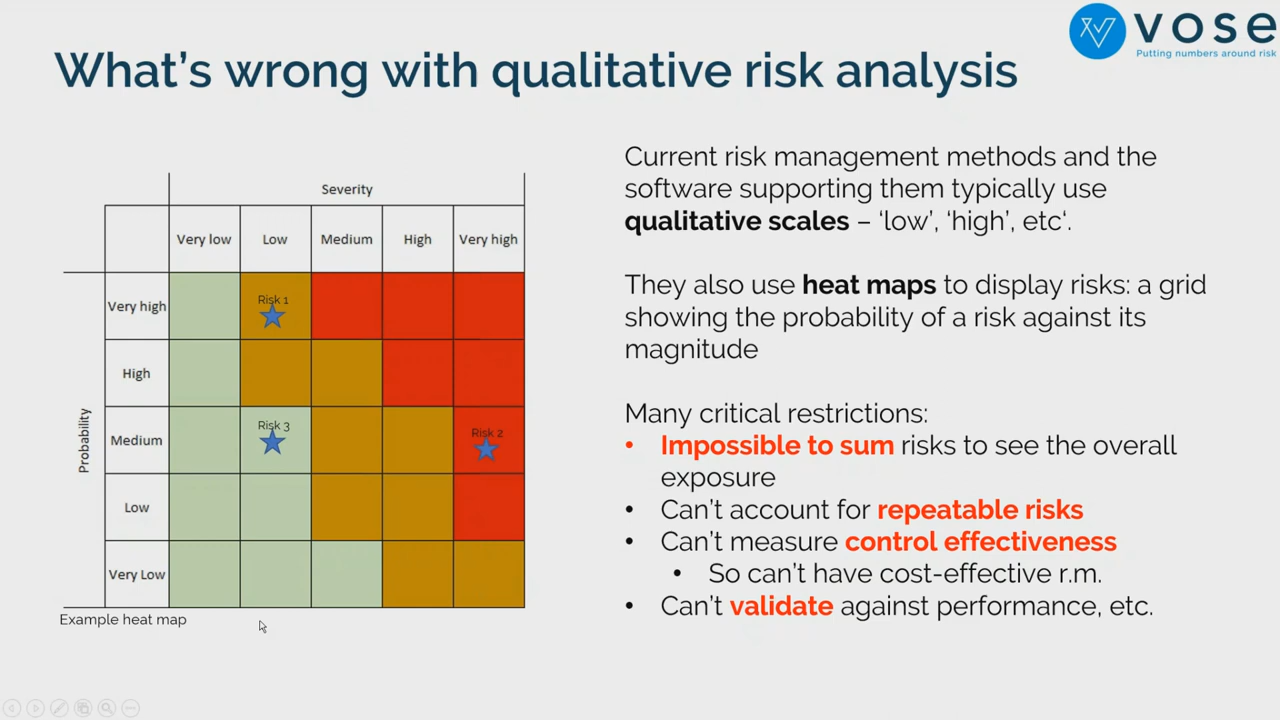 vose
Putting numbers around risk
What's wrong with qualitative risk analysis
Severity
Very low
Low
Medium
High
Very high
Probability
Very high
High
Medium
Low
Very Low
Risk 1
Risk 3
Risk 2
Example heat map
Current risk management methods and the
software supporting them typically use
qualitative scales – ‘low’, ‘high’, etc‘.
They also use heat maps to display risks: a grid
showing the probability of a risk against its
magnitude
Many critical restrictions:
• Impossible to sum risks to see the overall
exposure
• Can't account for repeatable risks
• Can't measure control effectiveness
• So can't have cost-effective r.m.
• Can't validate against performance, etc.